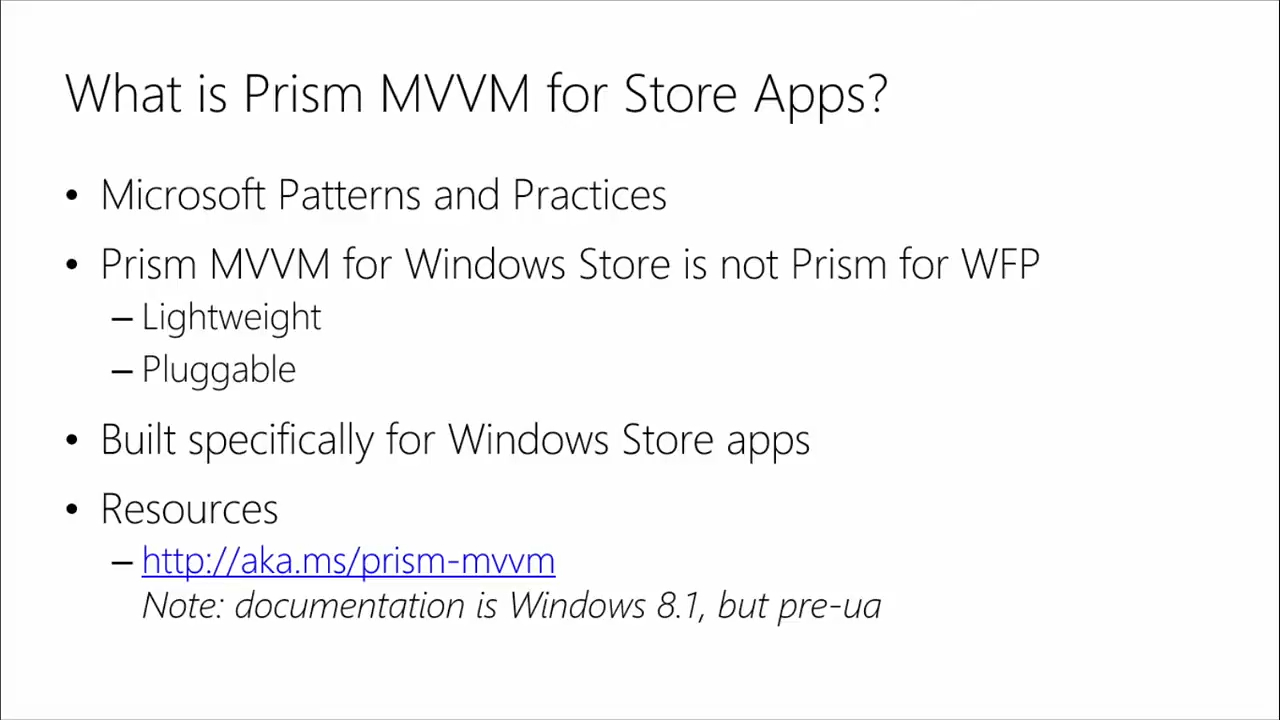 What is Prism MVVM for Store Apps?
• Microsoft Patterns and Practices
• Prism MVVM for Windows Store is not Prism for WFP
– Lightweight
– Pluggable
• Built specifically for Windows Store apps
• Resources
– http://aka.ms/prism-mvvm
Note: documentation is Windows 8.1, but pre-ua